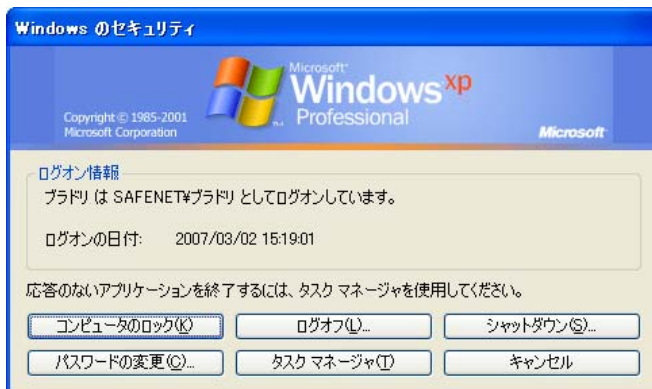 Windows のセキュリティ
Microsoft
Windows xp
Professional
Copyright © 1985-2001
Microsoft Corporation
Microsoft
ログオン情報
ブラドリ は SAFENET¥ブラドリ としてログオンしています。
ログオンの日付: 2007/03/02 15:19:01
応答のないアプリケーションを終了するには、タスク マネージャを使用してください。
コンピュータのロック(K) ログオフ(L)... シャットダウン(S)...
パスワードの変更(C)... タスク マネージャ(T) キャンセル